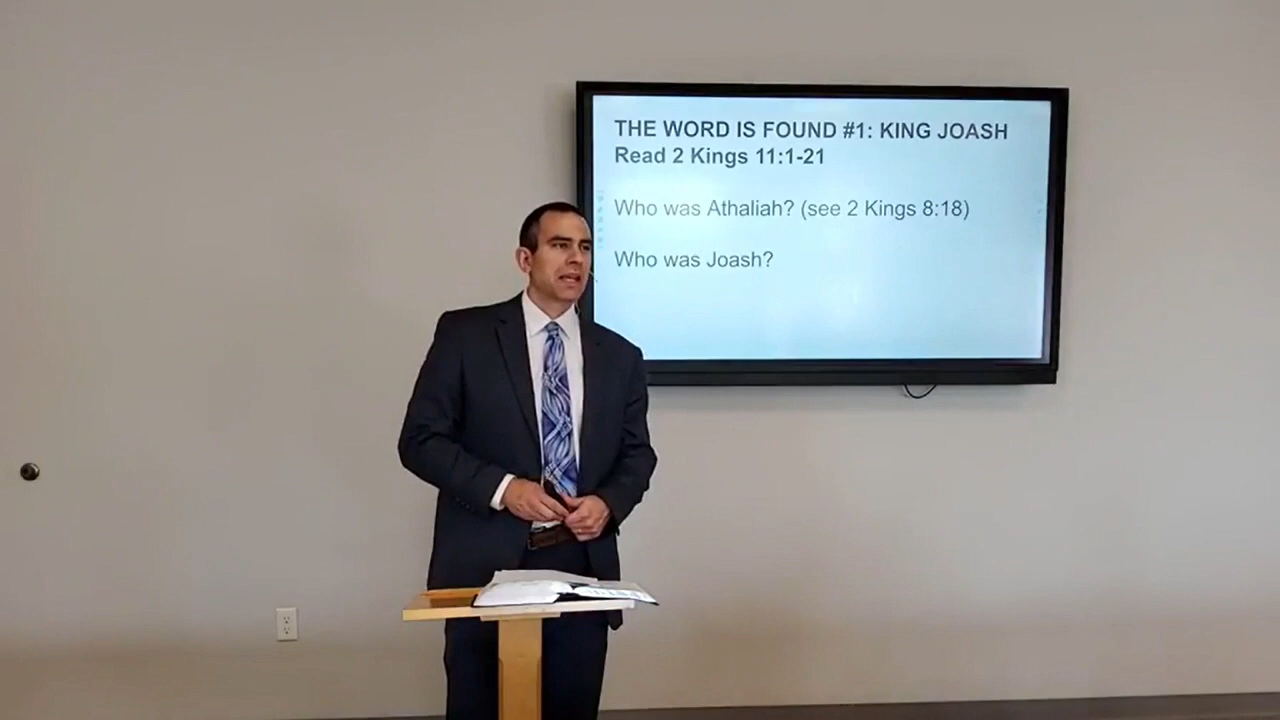 THE WORD IS FOUND #1: KING JOASH
Read 2 Kings 11:1-21
Who was Athaliah? (see 2 Kings 8:18)
Who was Joash?